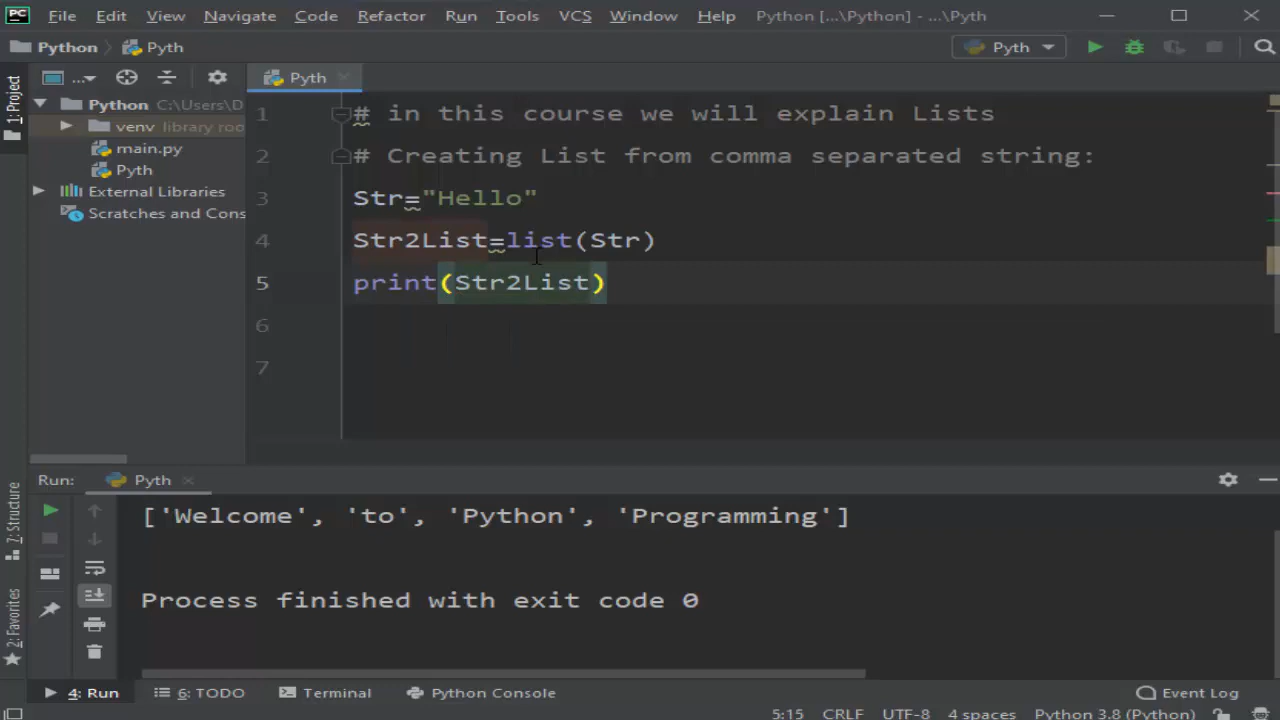 PC File Edit View Navigate Code Refactor Run Tools VCS Window Help Python [...\Python] - ...\Pyth
Python Pyth Pyth
1: Project
... Pyth
Python C:\Users\D
venv library roo
main.py
Pyth
External Libraries
Scratches and Cons
1 # in this course we will explain Lists
2 # Creating List from comma separated string:
3 Str="Hello"
4 Str2List=list(Str)
5 print(Str2List)
6
7
Z: Structure
2: Favorites
Run: Pyth
['Welcome', 'to', 'Python', 'Programming']
Process finished with exit code 0
4: Run 6: TODO Terminal Python Console Event Log
5:15 CRLF UTF-8 4 spaces Python 3.8 (Python)